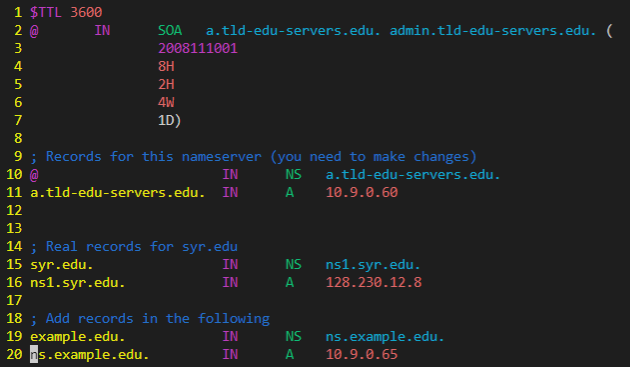 1 $TTL 3600
2 @ IN SOA a.tld-edu-servers.edu. admin.tld-edu-servers.edu. (
3 2008111001
4 8H
5 2H
6 4W
7 1D)
8
9 ; Records for this nameserver (you need to make changes)
10 @ IN NS a.tld-edu-servers.edu.
11 a.tld-edu-servers.edu. IN A 10.9.0.60
12
13
14 ; Real records for syr.edu
15 syr.edu. IN NS ns1.syr.edu.
16 ns1.syr.edu. IN A 128.230.12.8
17
18 ; Add records in the following
19 example.edu. IN NS ns.example.edu.
20 ns.example.edu. IN A 10.9.0.65